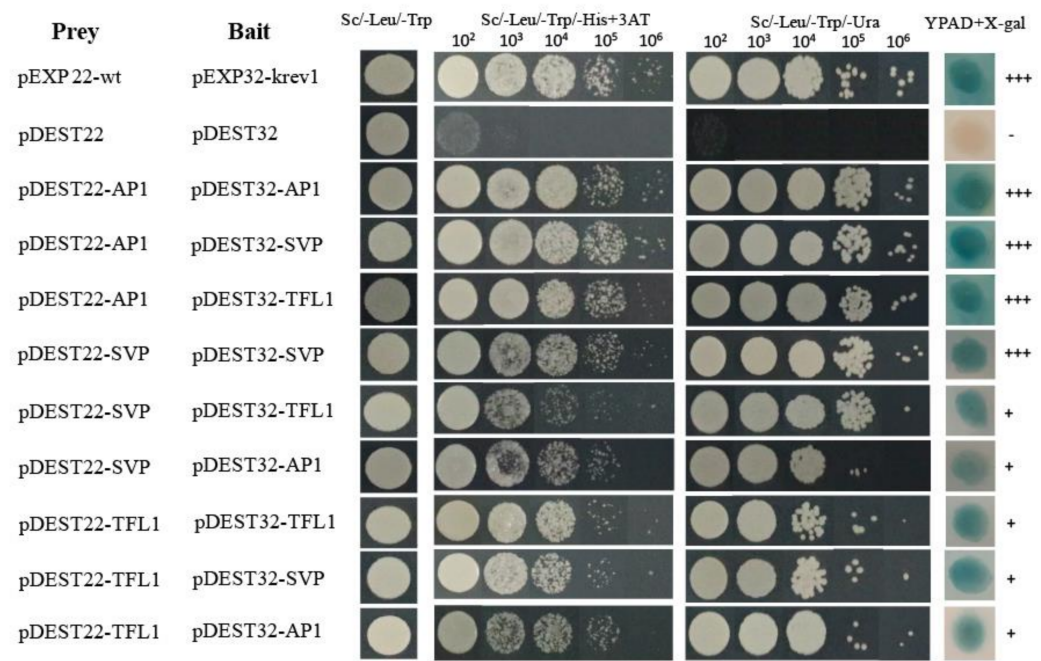 Prey Bait Sc/-Leu/-Trp Sc/-Leu/-Trp/-His+3AT Sc/-Leu/-Trp/-Ura YPAD+X-gal
10² 10³ 10⁴ 10⁵ 10⁶ 10² 10³ 10⁴ 10⁵ 10⁶
pEXP22-wt pEXP32-krev1 +++
pDEST22 pDEST32 -
pDEST22-AP1 pDEST32-AP1 +++
pDEST22-AP1 pDEST32-SVP +++
pDEST22-AP1 pDEST32-TFL1 +++
pDEST22-SVP pDEST32-SVP +++
pDEST22-SVP pDEST32-TFL1 +
pDEST22-SVP pDEST32-AP1 +
pDEST22-TFL1 pDEST32-TFL1 +
pDEST22-TFL1 pDEST32-SVP +
pDEST22-TFL1 pDEST32-AP1 +